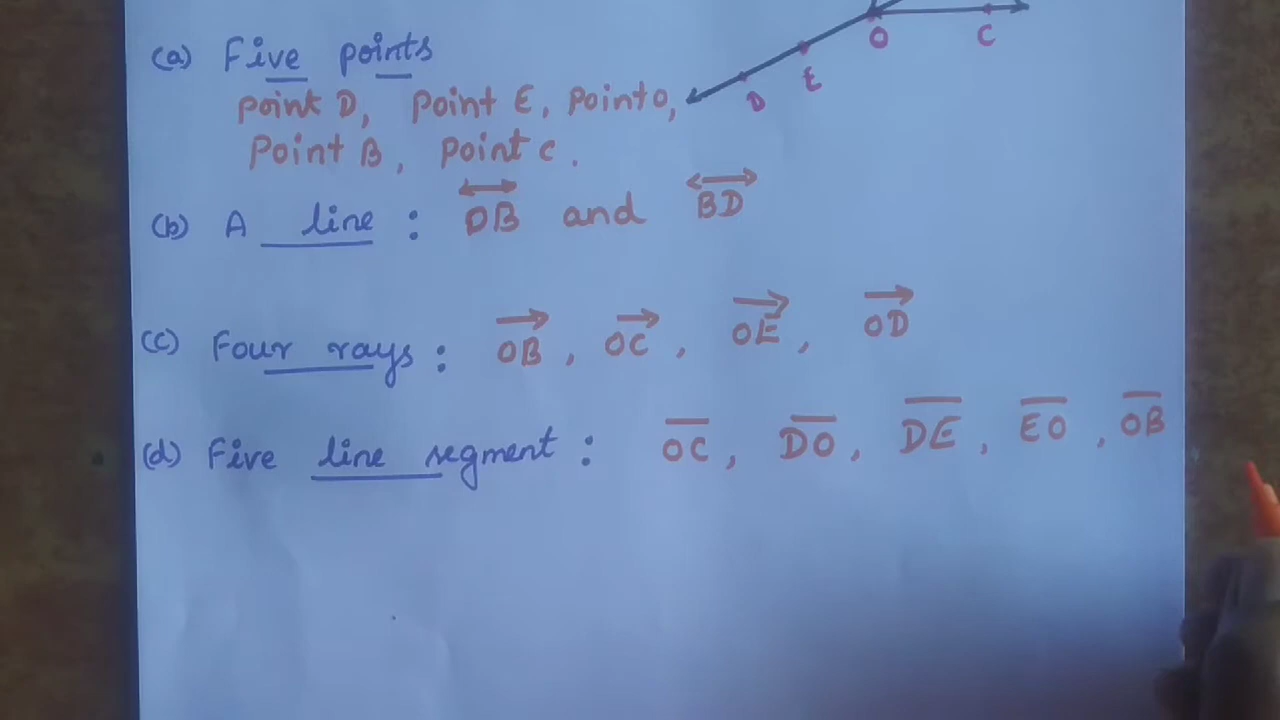 (a) Five points
O C
E
D
Point D, Point E, Point O,
Point B, Point C.
(b) A line : DB and BD
(c) Four rays : OB, OC, OE, OD
(d) Five line segment : OC, DO, DE, EO, OB